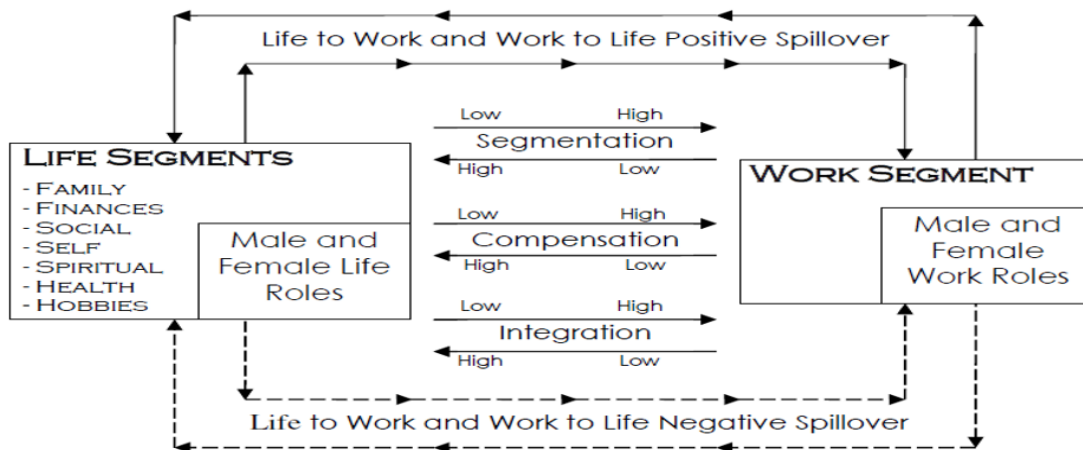 Life to Work and Work to Life Positive Spillover
Low High
Segmentation
High Low
LIFE SEGMENTS
- FAMILY
- FINANCES
- SOCIAL
- SELF
- SPIRITUAL
- HEALTH
- HOBBIES
Male and
Female Life
Roles
Low High
Compensation
High Low
Low High
Integration
High Low
WORK SEGMENT
Male and
Female
Work Roles
Life to Work and Work to Life Negative Spillover